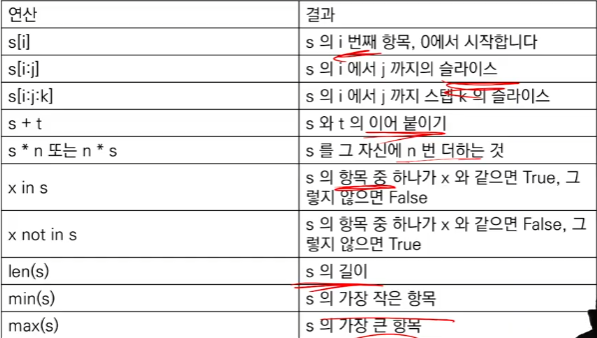 연산 결과
s[i] s 의 i 번째 항목, 0에서 시작합니다
s[i:j] s 의 i 에서 j 까지의 슬라이스
s[i:j:k] s 의 i 에서 j 까지 스텝 k 의 슬라이스
s + t s 와 t 의 이어 붙이기
s * n 또는 n * s s 를 그 자신에 n 번 더하는 것
x in s s 의 항목 중 하나가 x 와 같으면 True, 그
렇지 않으면 False
x not in s s 의 항목 중 하나가 x 와 같으면 False, 그
렇지 않으면 True
len(s) s 의 길이
min(s) s 의 가장 작은 항목
max(s) s 의 가장 큰 항목